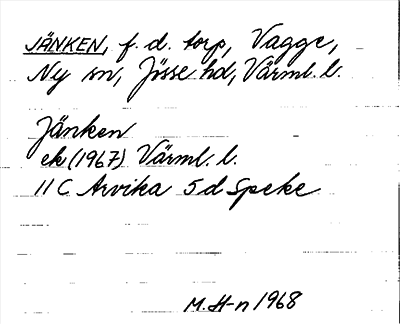 JÄNKEN, f.d. torp, Vagge,
Ny sn, Jösse hd, Värml. l.
Jänken
ek (1967) Värml. l.
11 C Arvika 5 d Speke
M. H-n 1968